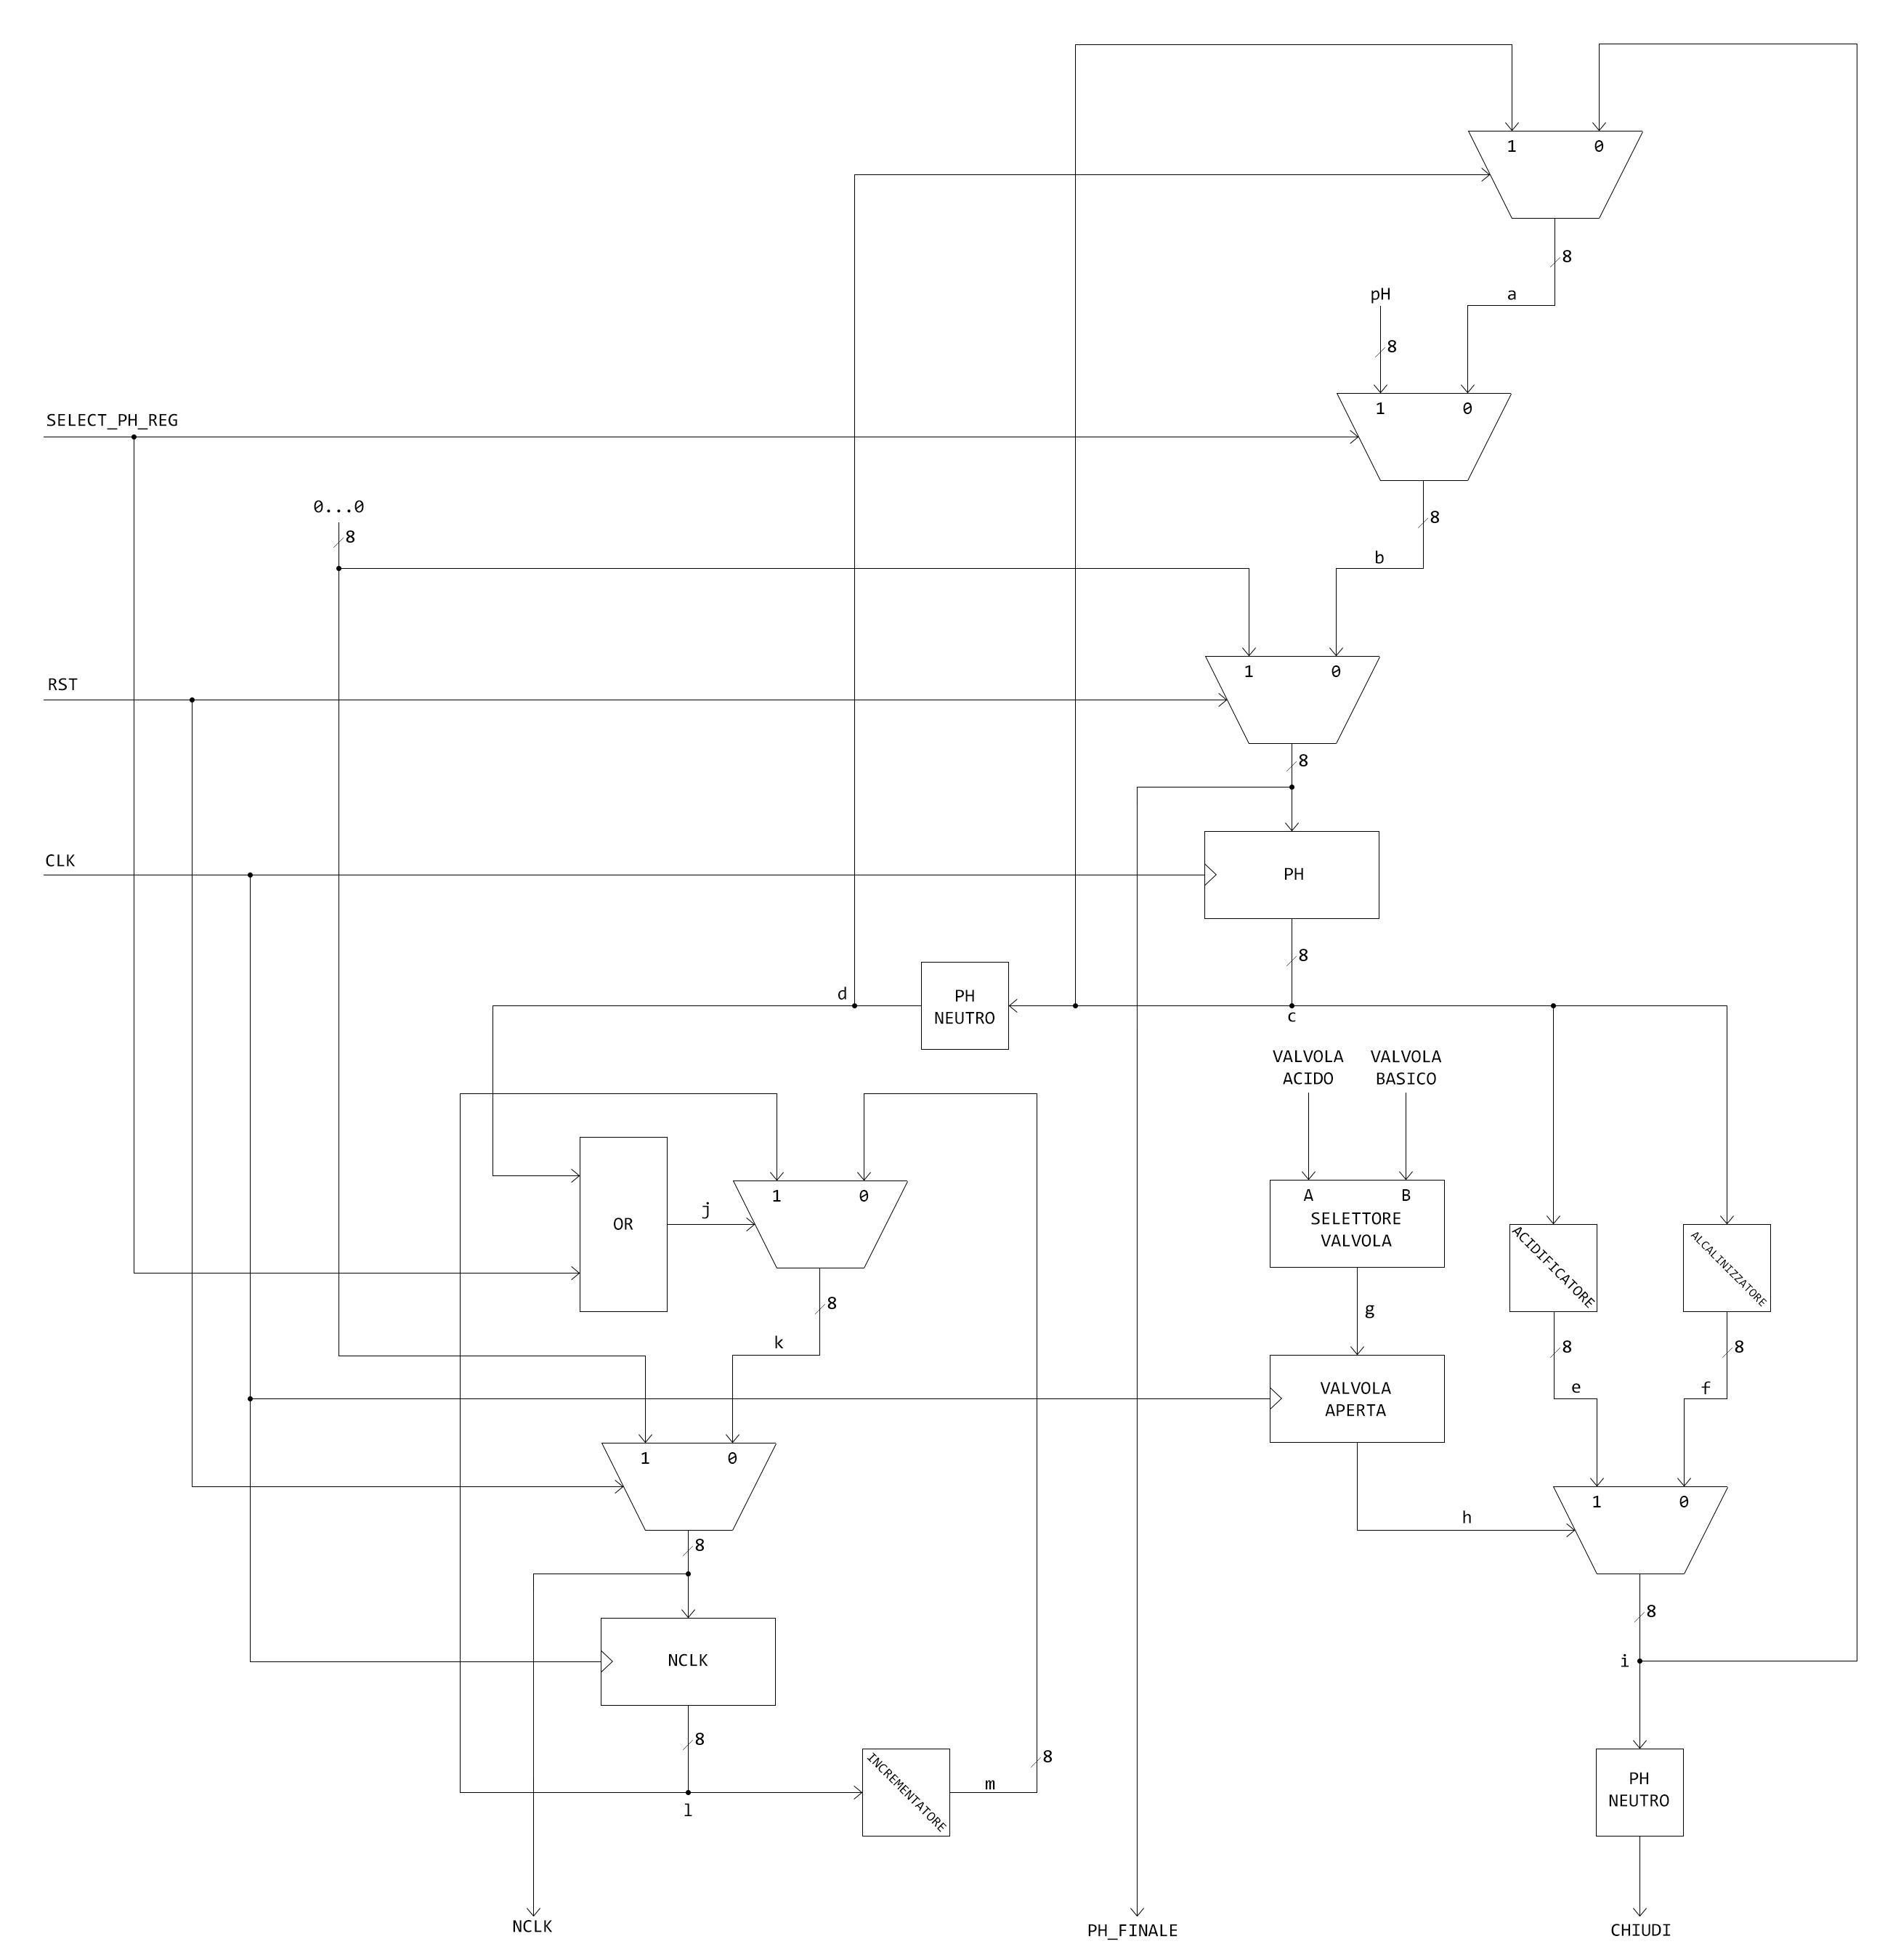 1 0
8
a
pH
8
SELECT_PH_REG
1 0
0...0
8
8
b
RST
1 0
8
CLK
PH
8
d
PH
NEUTRO
c
VALVOLA
ACIDO
VALVOLA
BASICO
OR
j
1 0
A B
SELETTORE
VALVOLA
ACIDIFICATORE
ALCALINIZZATORE
8
g
k
8
8
e
f
VALVOLA
APERTA
1 0
h
1 0
8
8
i
NCLK
8
INCREMENTATORE
m
8
l
PH
NEUTRO
NCLK
PH_FINALE
CHIUDI